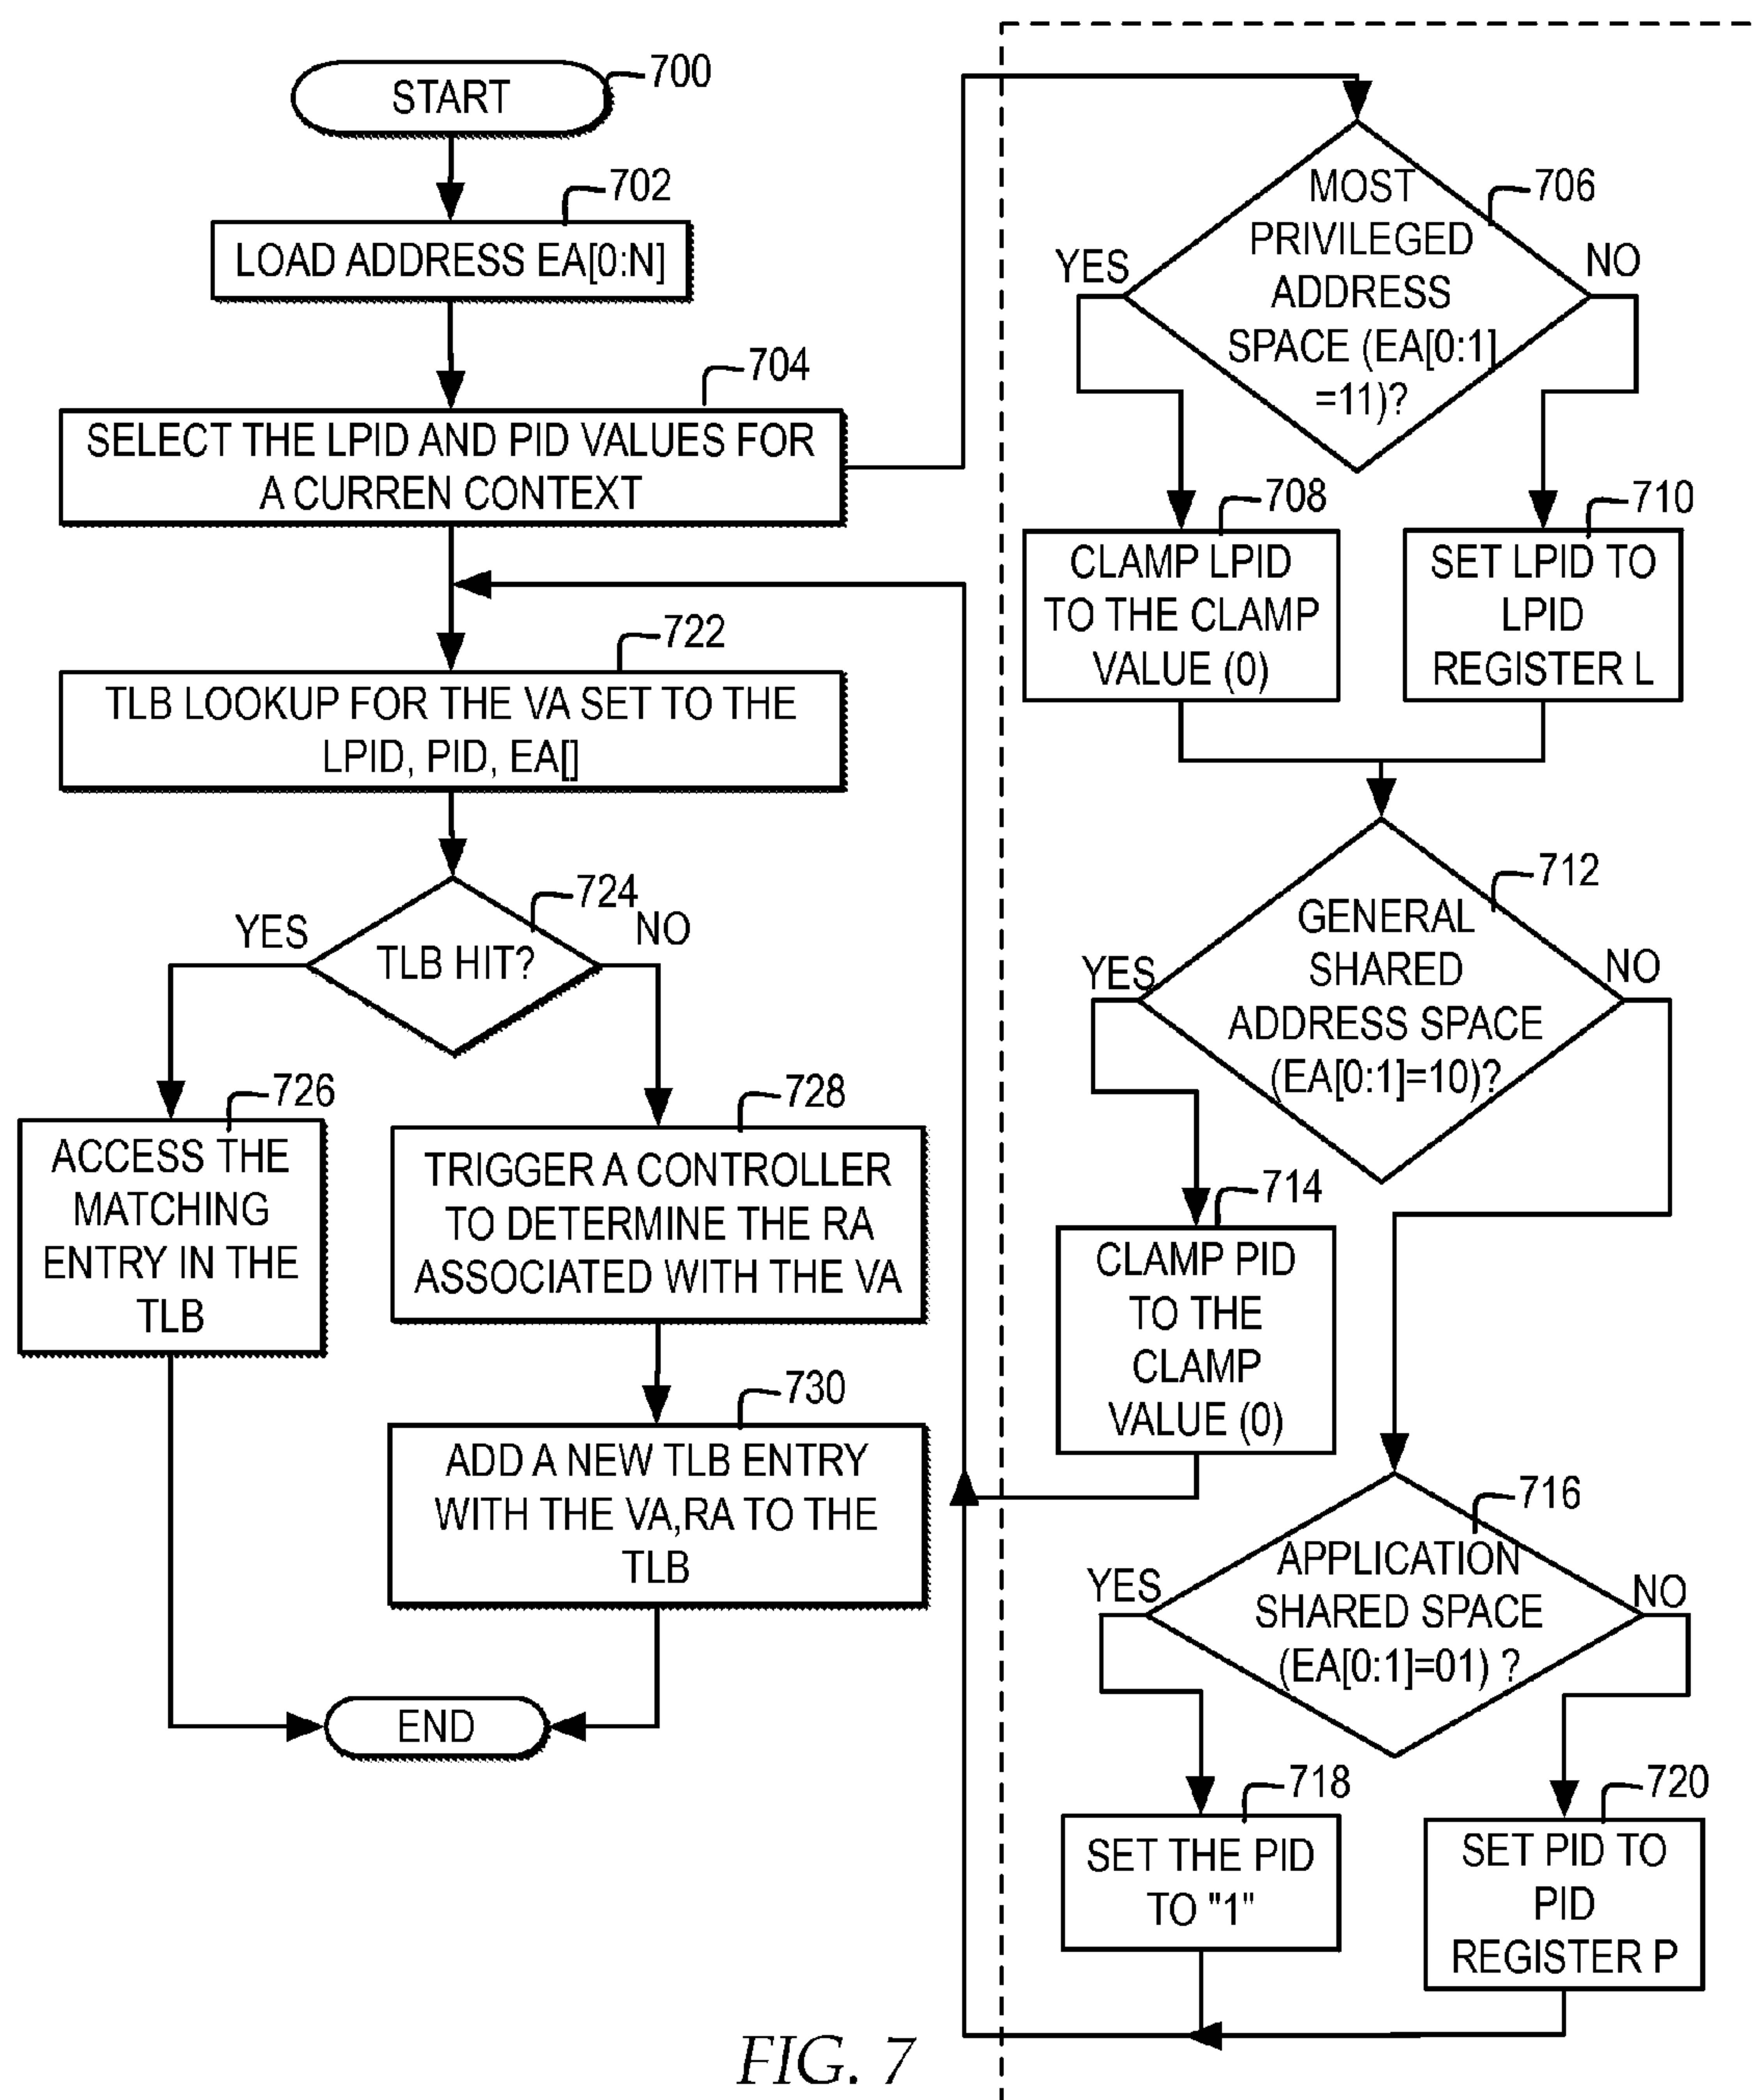 START
700
702
LOAD ADDRESS EA[0:N]
704
SELECT THE LPID AND PID VALUES FOR
A CURREN CONTEXT
722
TLB LOOKUP FOR THE VA SET TO THE
LPID, PID, EA[]
724
YES
NO
TLB HIT?
726
ACCESS THE
MATCHING
ENTRY IN THE
TLB
728
TRIGGER A CONTROLLER
TO DETERMINE THE RA
ASSOCIATED WITH THE VA
730
ADD A NEW TLB ENTRY
WITH THE VA,RA TO THE
TLB
END
706
MOST
PRIVILEGED
ADDRESS
SPACE (EA[0:1]
=11)?
YES
NO
708
CLAMP LPID
TO THE CLAMP
VALUE (0)
710
SET LPID TO
LPID
REGISTER L
712
GENERAL
SHARED
ADDRESS SPACE
(EA[0:1]=10)?
YES
NO
714
CLAMP PID
TO THE
CLAMP
VALUE (0)
716
APPLICATION
SHARED SPACE
(EA[0:1]=01) ?
YES
NO
718
SET THE PID
TO "1"
720
SET PID TO
PID
REGISTER P
FIG. 7